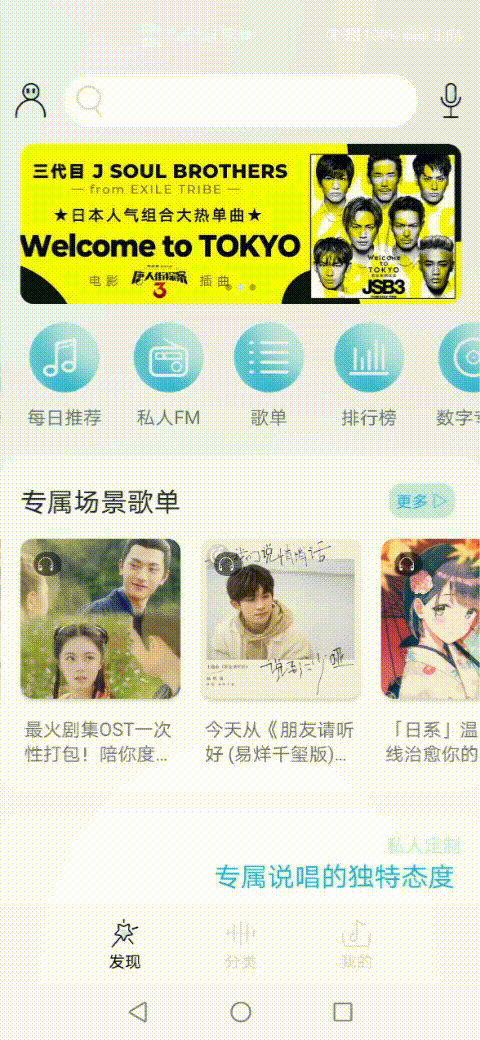 三代目 J SOUL BROTHERS
from EXILE TRIBE
★日本人气组合大热单曲★
Welcome to TOKYO
电影 唐人街探案3 插曲
Welcome
to
TOKYO
JSB3
每日推荐 私人FM 歌单 排行榜 数字专
专属场景歌单
更多
最火剧集OST一次
性打包！陪你度...
今天从《朋友请听
好 (易烊千玺版)...
「日系」温
线治愈你的
私人定制
专属说唱的独特态度
发现 分类 我的